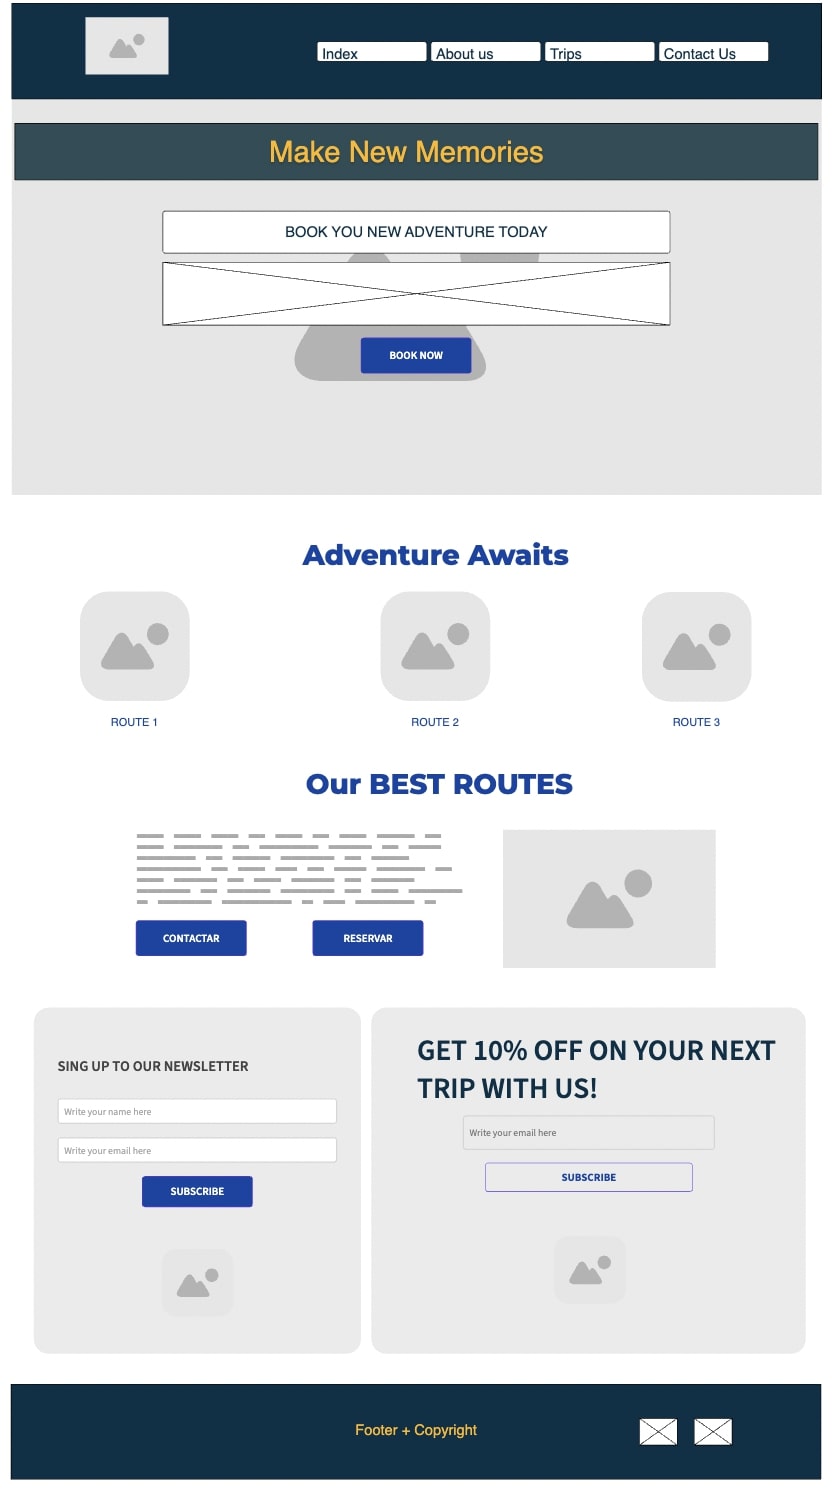 Index About us Trips Contact Us
Make New Memories
BOOK YOU NEW ADVENTURE TODAY
BOOK NOW
Adventure Awaits
ROUTE 1 ROUTE 2 ROUTE 3
Our BEST ROUTES
CONTACTAR RESERVAR
SING UP TO OUR NEWSLETTER
Write your name here
Write your email here
SUBSCRIBE
GET 10% OFF ON YOUR NEXT
TRIP WITH US!
Write your email here
SUBSCRIBE
Footer + Copyright